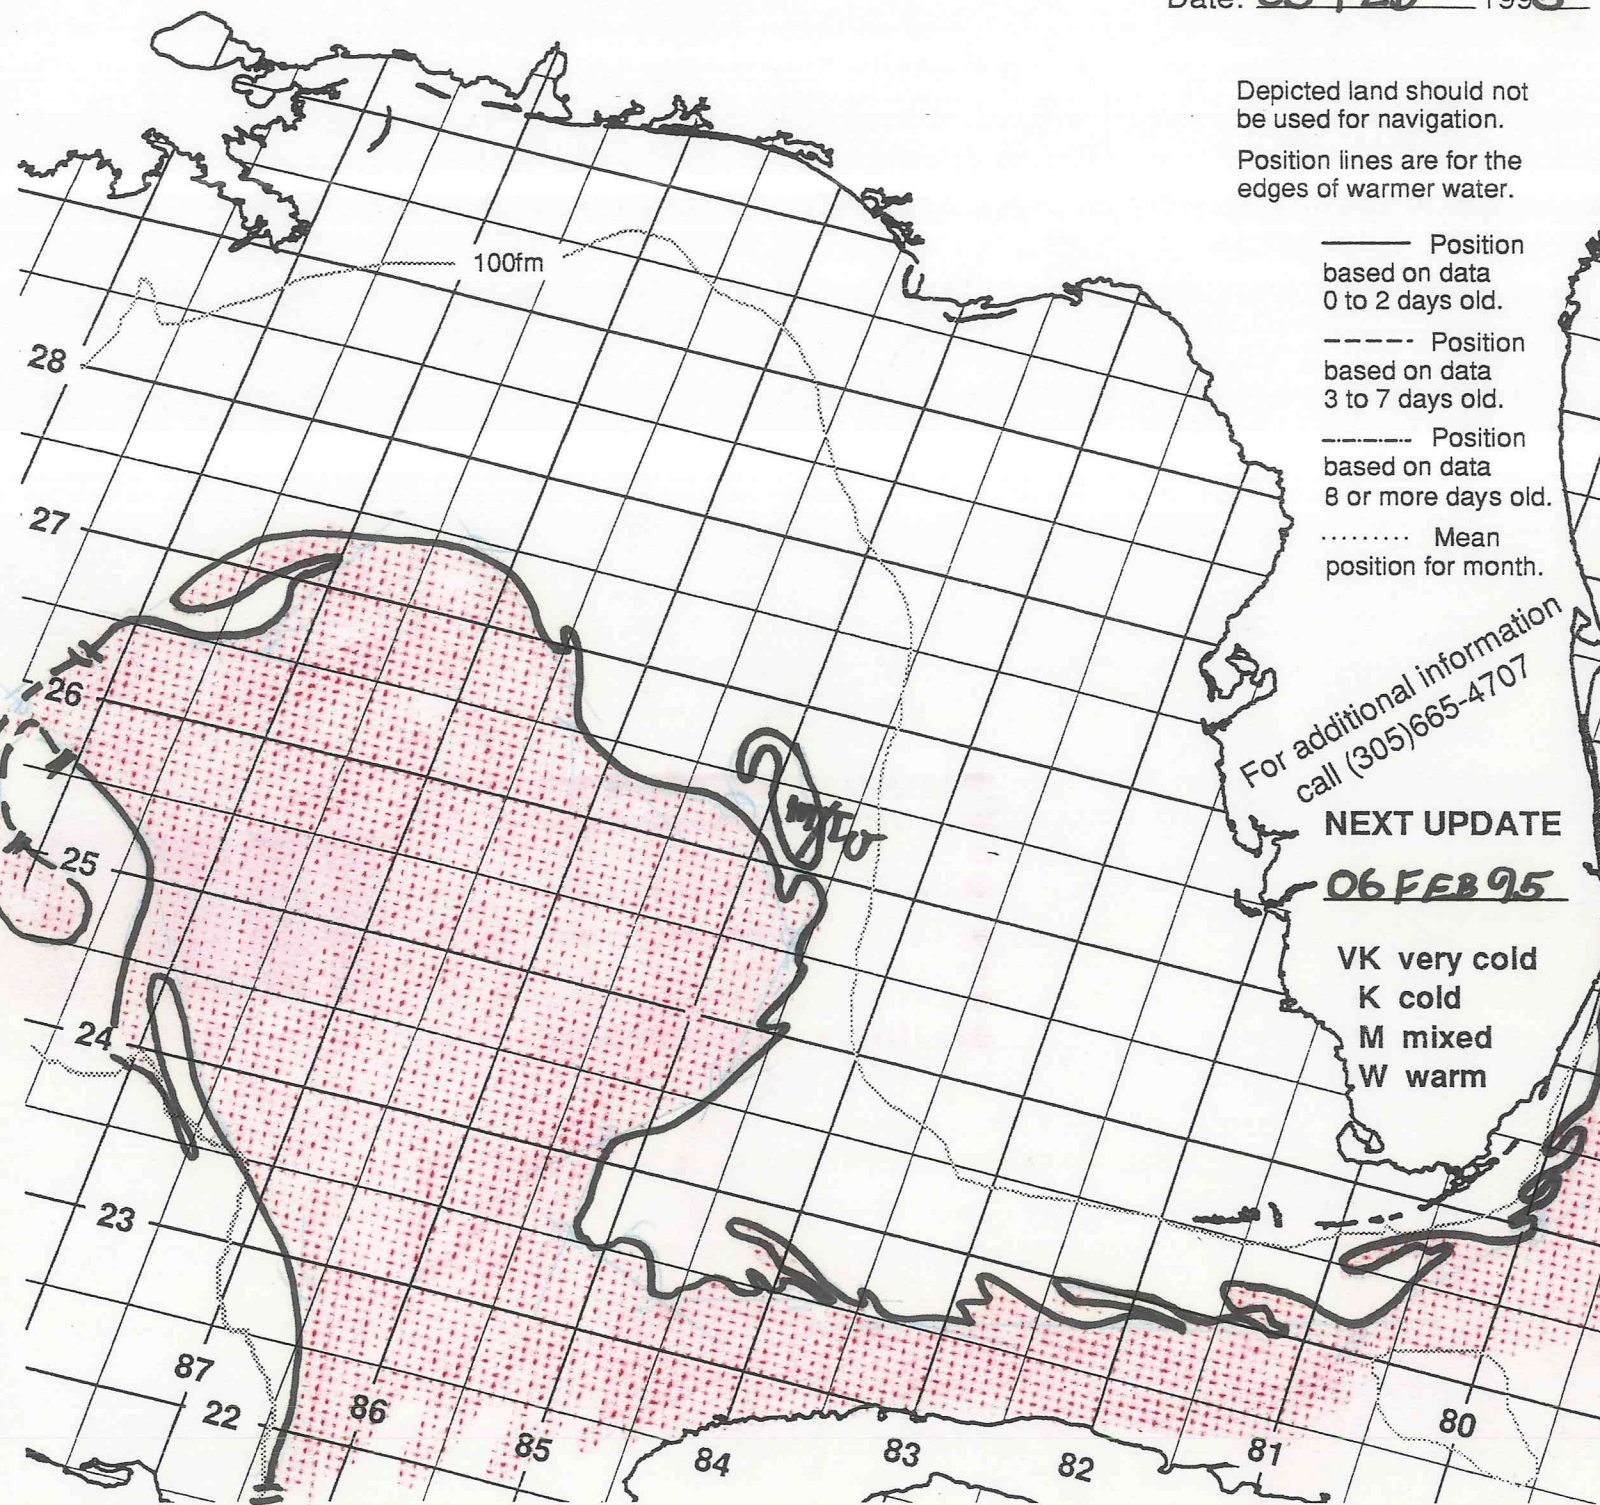 Date:
Depicted land should not
be used for navigation.
Position lines are for the
edges of warmer water.
Position
based on data
0 to 2 days old.
Position
based on data
3 to 7 days old.
Position
based on data
8 or more days old.
Mean
position for month.
For additional information
call (305)665-4707
NEXT UPDATE
06 FEB 95
VK very cold
K cold
M mixed
W warm
100fm
28
27
26
25
24
23
22
87
86
85
84
83
82
81
80